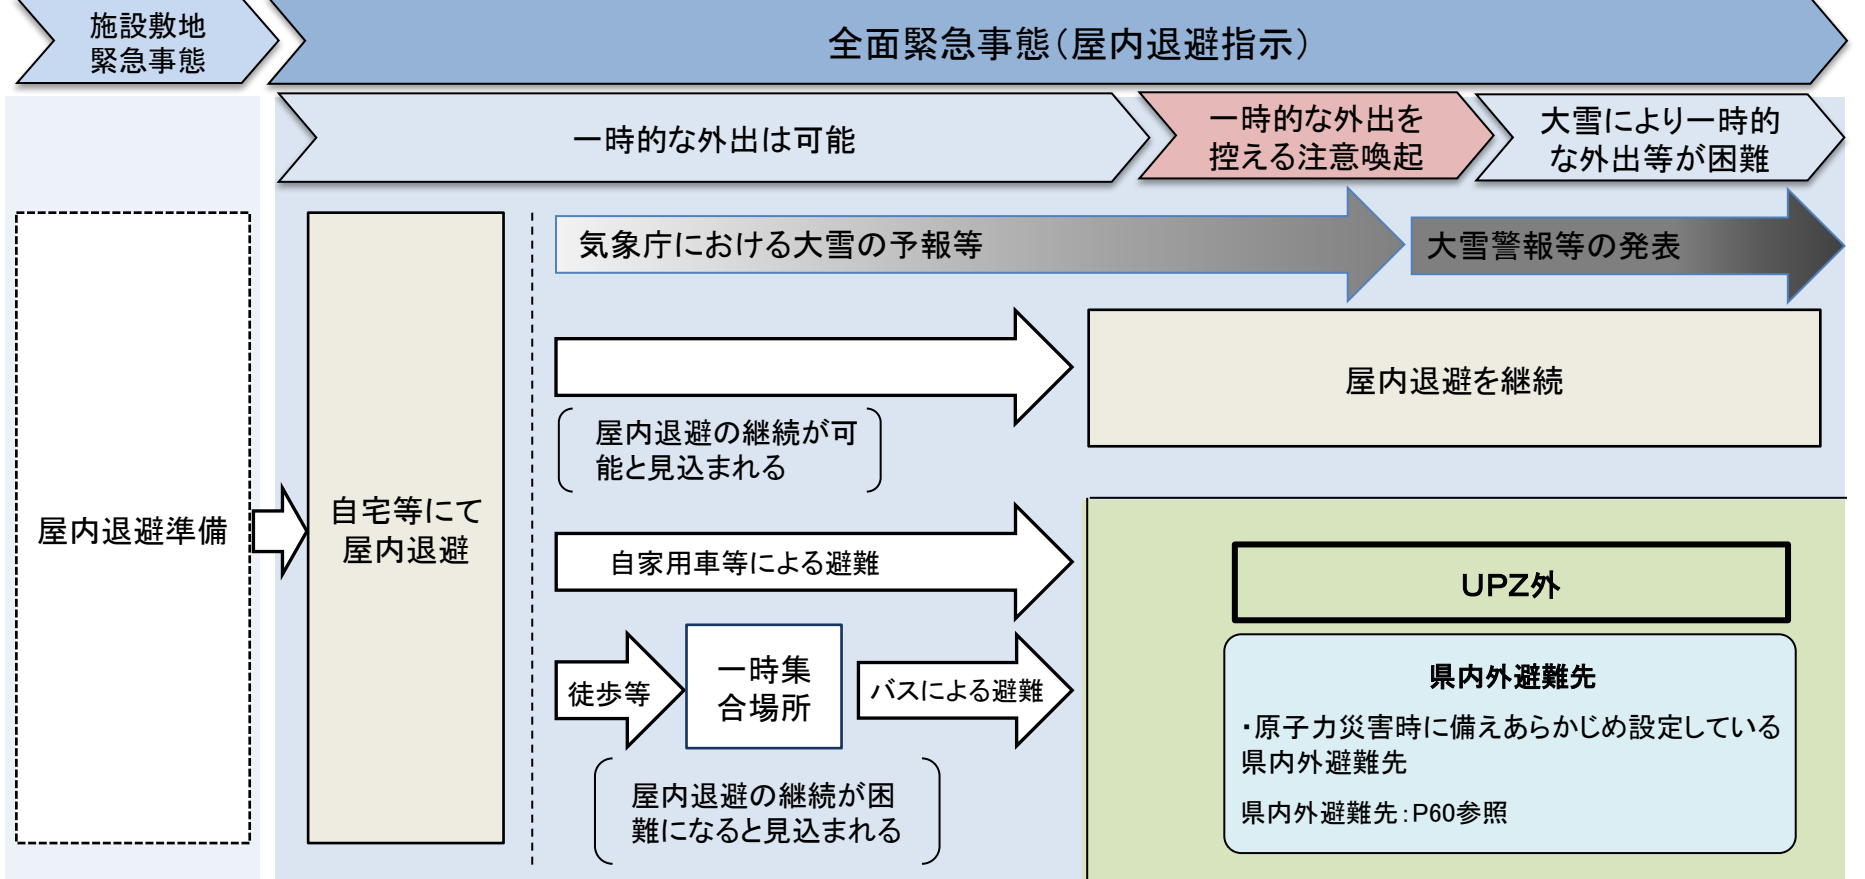 施設敷地
緊急事態
全面緊急事態（屋内退避指示）
一時的な外出は可能
一時的な外出を
控える注意喚起
大雪により一時的
な外出等が困難
気象庁における大雪の予報等
大雪警報等の発表
屋内退避準備
自宅等にて
屋内退避
屋内退避の継続が可
能と見込まれる
屋内退避を継続
自家用車等による避難
徒歩等
一時集
合場所
バスによる避難
屋内退避の継続が困
難になると見込まれる
ＵＰＺ外
県内外避難先
・原子力災害時に備えあらかじめ設定している
県内外避難先
県内外避難先：P60参照